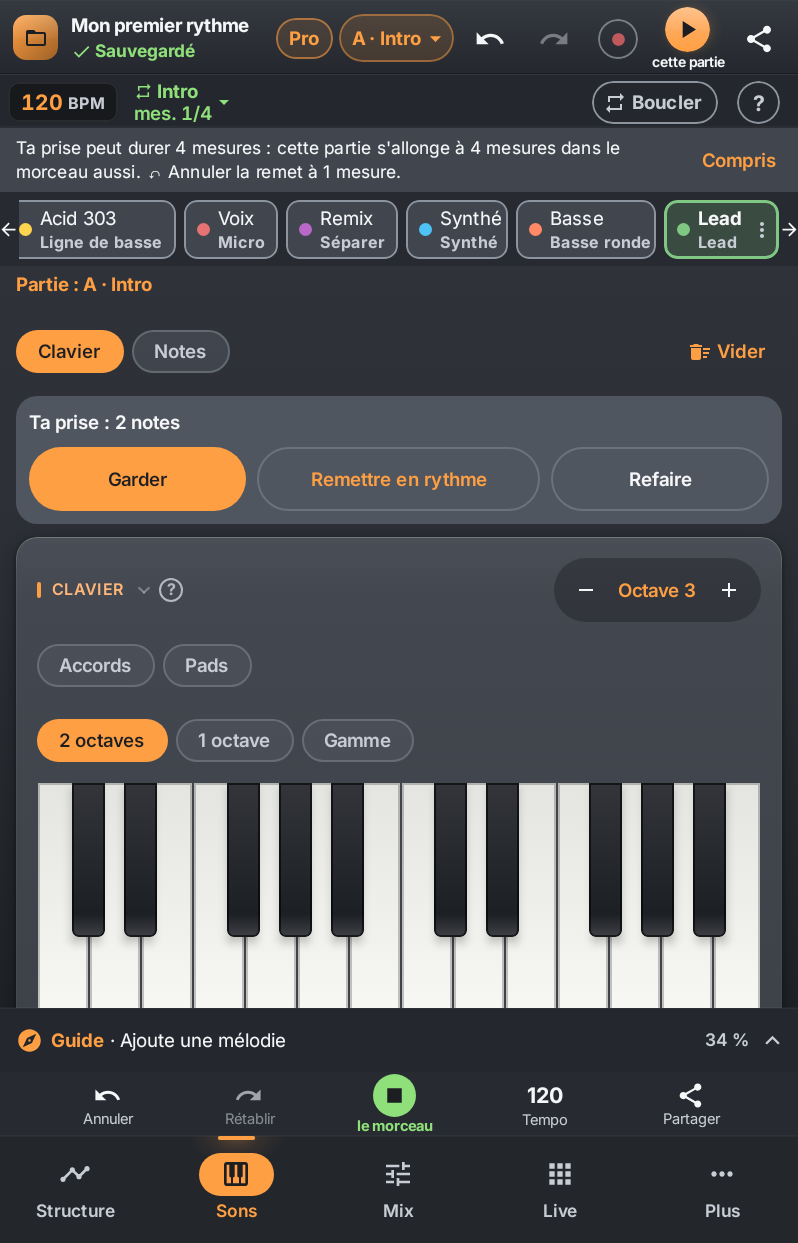 Mon premier rythme
Sauvegardé
Pro
A · Intro
cette partie
120 BPM
Intro
mes. 1/4
Boucler
?
Ta prise peut durer 4 mesures : cette partie s'allonge à 4 mesures dans le
morceau aussi. ⤺ Annuler la remet à 1 mesure.
Compris
Acid 303
Ligne de basse
Voix
Micro
Remix
Séparer
Synthé
Synthé
Basse
Basse ronde
Lead
Lead
Partie : A · Intro
Clavier
Notes
Vider
Ta prise : 2 notes
Garder
Remettre en rythme
Refaire
CLAVIER
?
− Octave 3 +
Accords
Pads
2 octaves
1 octave
Gamme
Guide · Ajoute une mélodie
34 %
Annuler
Rétablir
le morceau
120
Tempo
Partager
Structure
Sons
Mix
Live
Plus